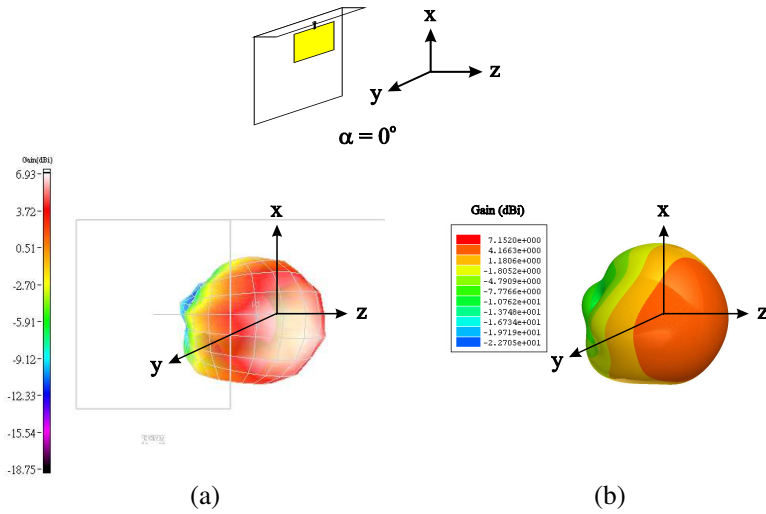 x
z
y
α = 0°
Gain(dBi)
6.93
3.72
0.51
-2.70
-5.91
-9.12
-12.33
-15.54
-18.75
x
z
y
Gain (dBi)
7.1520e+000
4.1663e+000
1.1806e+000
-1.8052e+000
-4.7909e+000
-7.7766e+000
-1.0762e+001
-1.3748e+001
-1.6734e+001
-1.9719e+001
-2.2705e+001
x
z
y
(a)
(b)